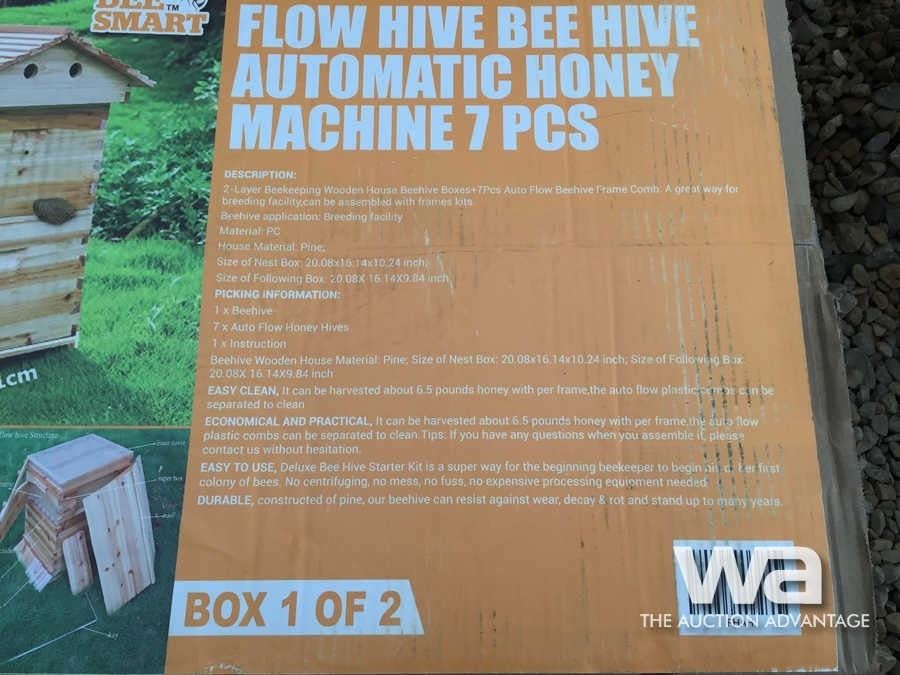 BEE™
SMART
FLOW HIVE BEE HIVE
AUTOMATIC HONEY
MACHINE 7 PCS
DESCRIPTION:
2-Layer Beekeeping Wooden House Beehive Boxes+7Pcs Auto Flow Beehive Frame Comb. A great way for
breeding facility,can be assembled with frames kits.
Beehive application: Breeding facility
Material: PC
House Material: Pine;
Size of Nest Box: 20.08x16.14x10.24 inch;
Size of Following Box: 20.08X 16.14X9.84 inch
PICKING INFORMATION:
1 x Beehive
7 x Auto Flow Honey Hives
1 x Instruction
Beehive Wooden House Material: Pine; Size of Nest Box: 20.08x16.14x10.24 inch; Size of Following Box:
20.08X 16.14X9.84 inch
EASY CLEAN, It can be harvested about 6.5 pounds honey with per frame,the auto flow plastic combs can be
separated to clean
ECONOMICAL AND PRACTICAL, It can be harvested about 6.5 pounds honey with per frame,the auto flow
plastic combs can be separated to clean.Tips: If you have any questions when you assemble it, please
contact us without hesitation.
EASY TO USE, Deluxe Bee Hive Starter Kit is a super way for the beginning beekeeper to begin his or her first
colony of bees. No centrifuging, no mess, no fuss, no expensive processing equipment needed.
DURABLE, constructed of pine, our beehive can resist against wear, decay & rot and stand up to many years.
1cm
Flow hive Structure
BOX 1 OF 2
wa
THE AUCTION ADVANTAGE